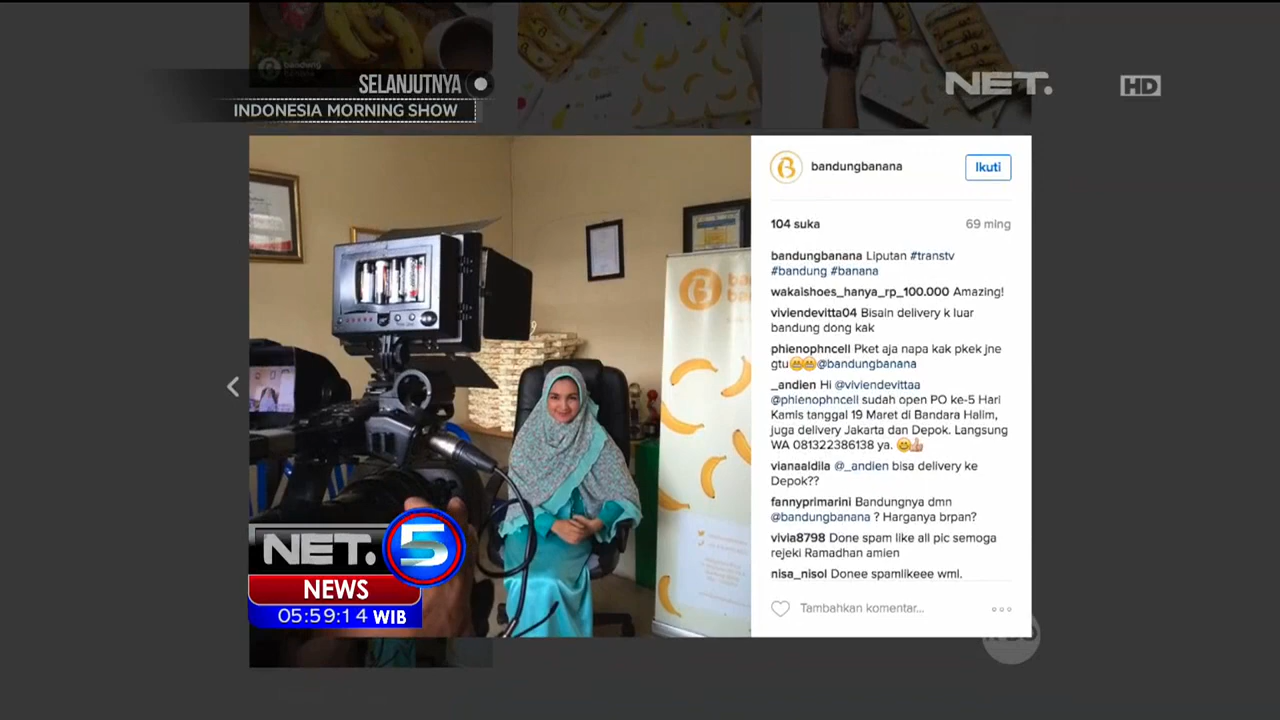 SELANJUTNYA
INDONESIA MORNING SHOW
NET.
HD
bandungbanana
Ikuti
104 suka
69 ming
bandungbanana Liputan #transtv
#bandung #banana
wakaishoes_hanya_rp_100.000 Amazing!
viviendevitta04 Bisain delivery k luar
bandung dong kak
phienophncell Pket aja napa kak pkek jne
gtu😁😁@bandungbanana
_andien Hi @viviendevittaa
@phienophncell sudah open PO ke-5 Hari
Kamis tanggal 19 Maret di Bandara Halim,
juga delivery Jakarta dan Depok. Langsung
WA 081322386138 ya. 😊👍
vianaaldila @_andien bisa delivery ke
Depok??
fannyprimarini Bandungnya dmn
@bandungbanana ? Harganya brpan?
vivia8798 Done spam like all pic semoga
rejeki Ramadhan amien
nisa_nisol Donee spamlikeee wml.
Tambahkan komentar...
NET. 5
NEWS
05:59:14 WIB